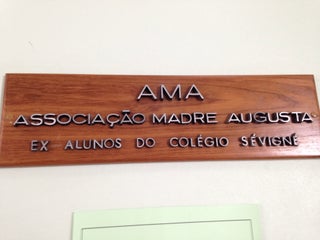 AMA
ASSOCIAÇÃO MADRE AUGUSTA
EX ALUNOS DO COLÉGIO SÉVIGNÉ